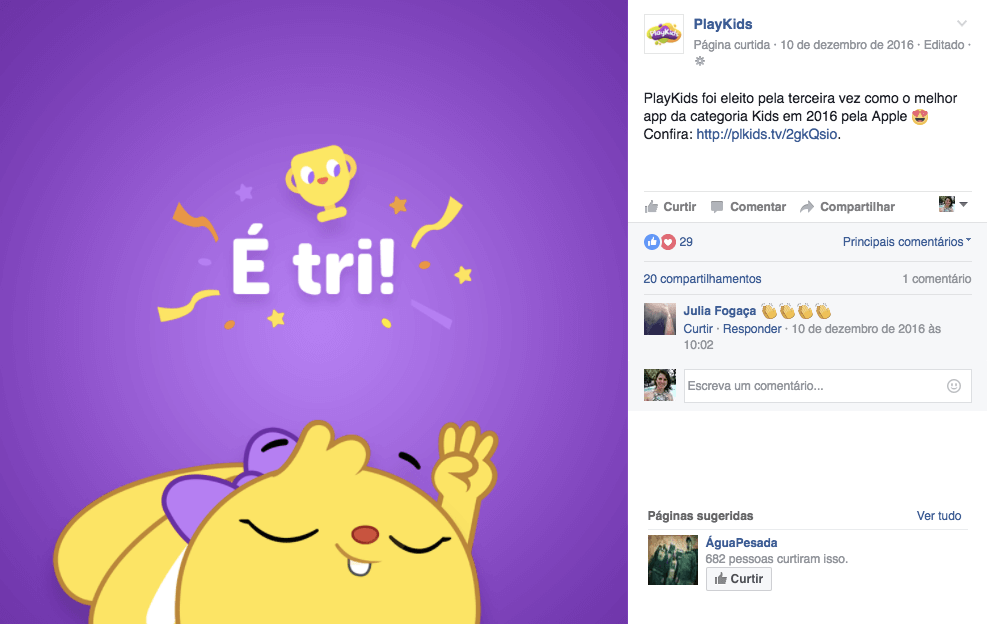 É tri!
PlayKids
PlayKids
Página curtida · 10 de dezembro de 2016 · Editado ·
PlayKids foi eleito pela terceira vez como o melhor
app da categoria Kids em 2016 pela Apple 😍
Confira: http://plkids.tv/2gkQsio.
Curtir Comentar Compartilhar
29 Principais comentários
20 compartilhamentos 1 comentário
Julia Fogaça 👏👏👏👏
Curtir · Responder · 10 de dezembro de 2016 às
10:02
Escreva um comentário...
Páginas sugeridas Ver tudo
ÁguaPesada
682 pessoas curtiram isso.
Curtir